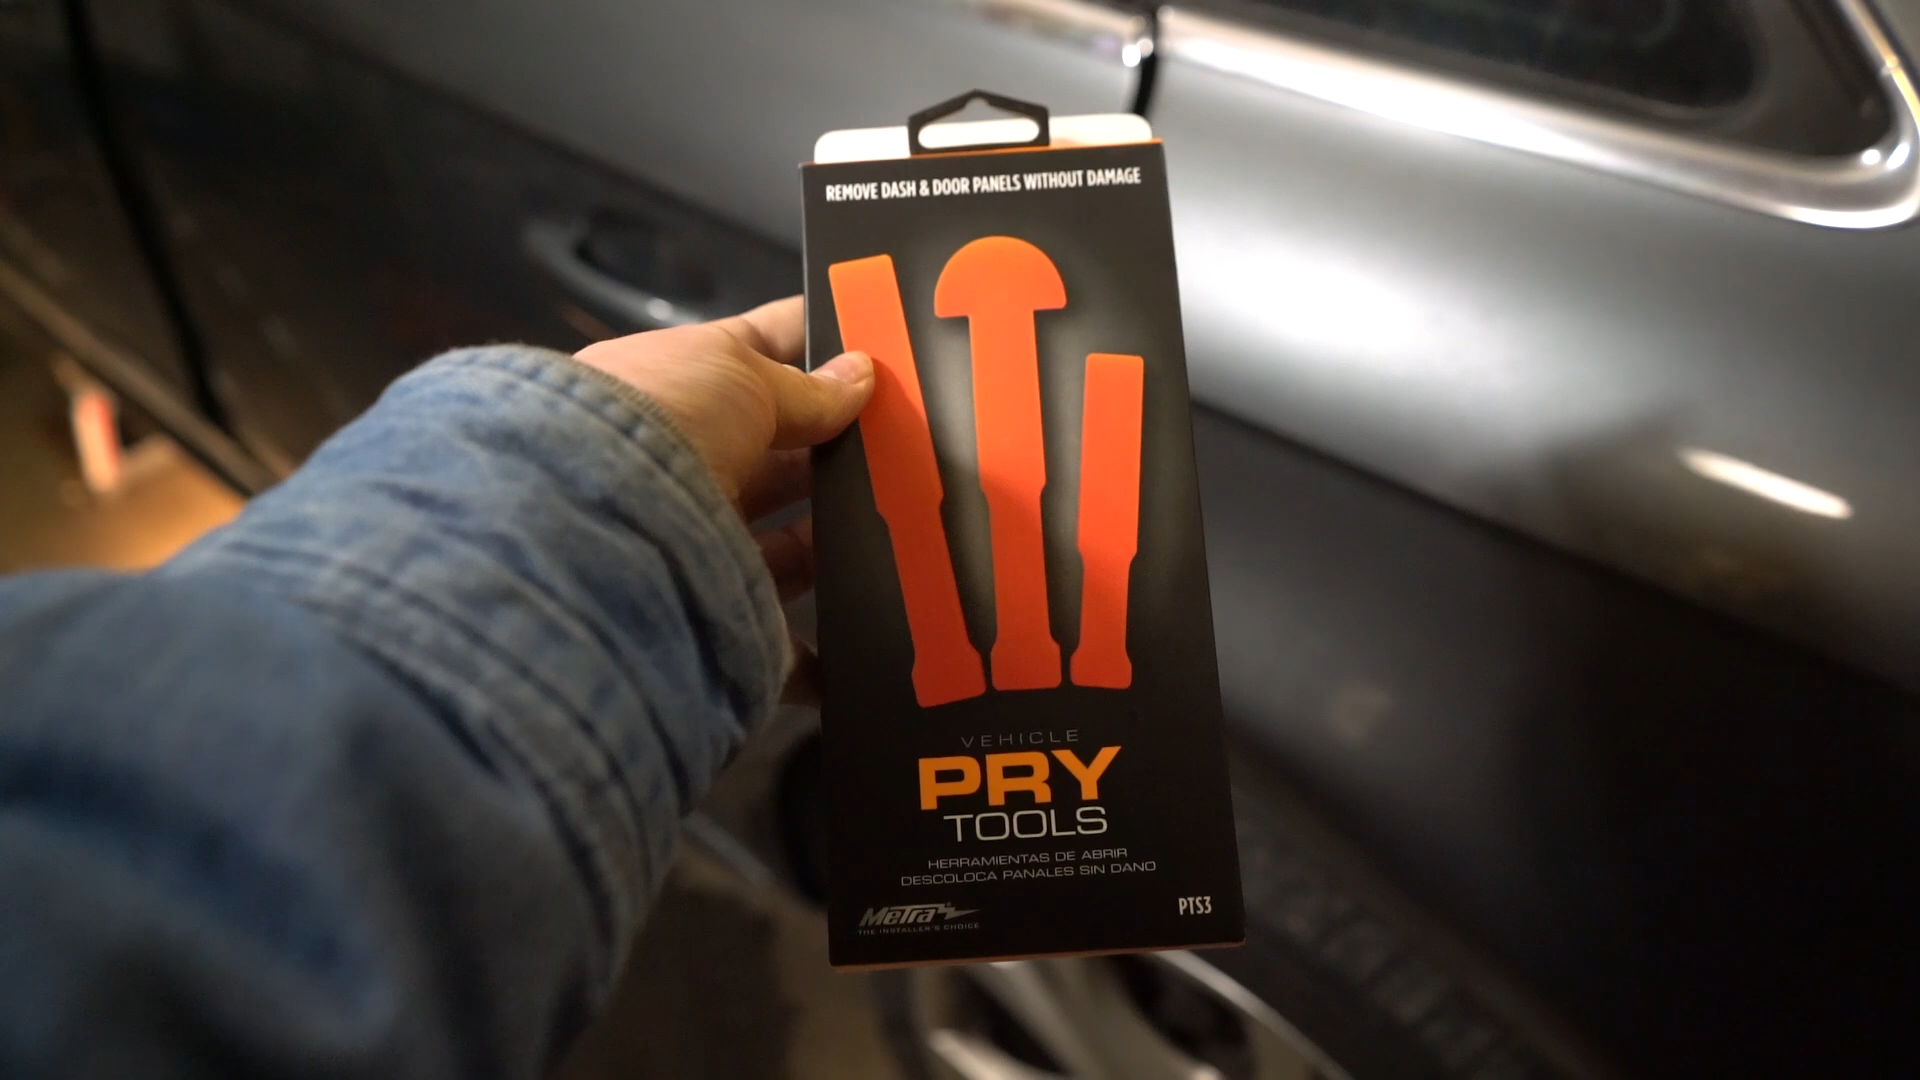 REMOVE DASH & DOOR PANELS WITHOUT DAMAGE
VEHICLE
PRY
TOOLS
HERRAMIENTAS DE ABRIR
DESCOLOCA PANALES SIN DANO
Metra
THE INSTALLER'S CHOICE
PTS3